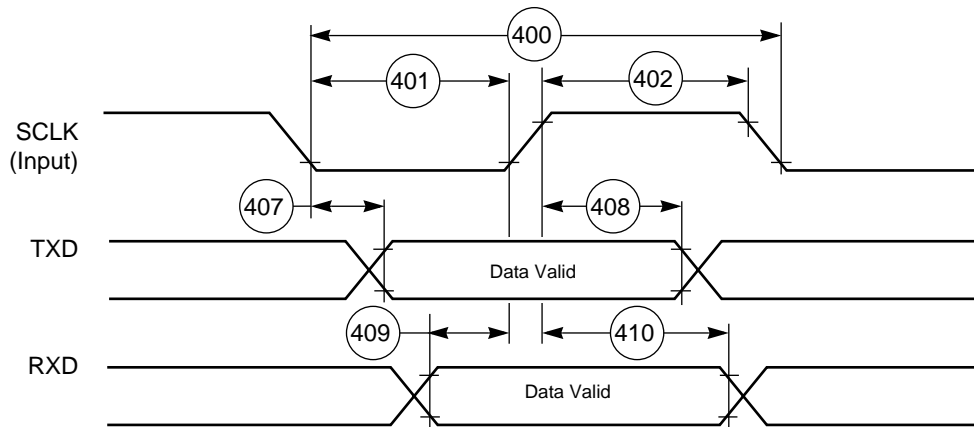 400
401
402
SCLK
(Input)
407
408
TXD
Data Valid
409
410
RXD
Data Valid